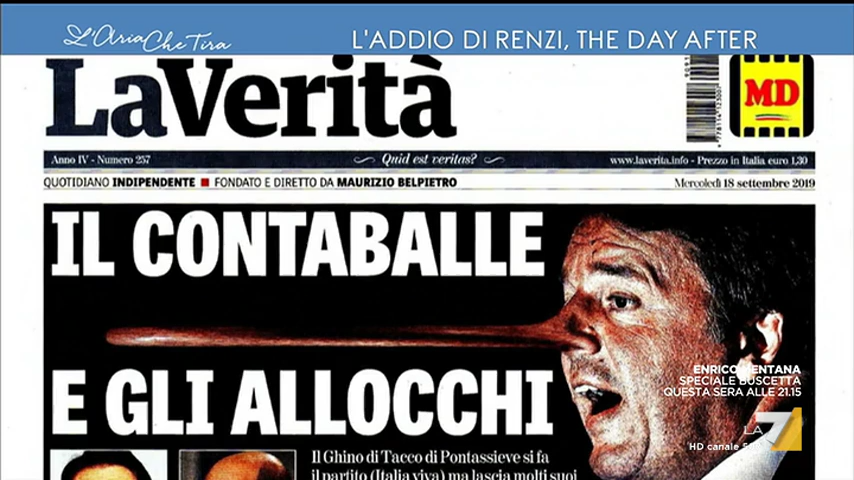 L'Aria Che Tira
L'ADDIO DI RENZI, THE DAY AFTER
LaVerità
MD
Anno IV - Numero 257
Quid est veritas?
www.laverita.info - Prezzo in Italia euro 1,30
QUOTIDIANO INDIPENDENTE ■ FONDATO E DIRETTO DA MAURIZIO BELPIETRO
Mercoledì 18 settembre 2019
IL CONTABALLE
E GLI ALLOCCHI
ENRICO MENTANA
SPECIALE BUSCETTA
QUESTA SERA ALLE 21.15
LA7
HD canale
Il Ghino di Tacco di Pontassieve si fa
il partito (Italia viva) ma lascia molti suoi